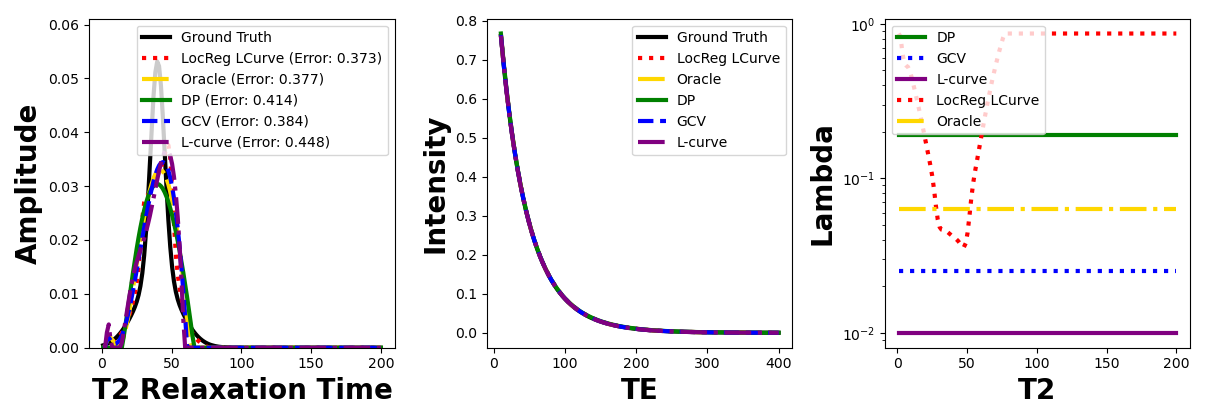 0.06
0.05
0.04
0.03
0.02
0.01
0.00
Amplitude
Ground Truth
LocReg LCurve (Error: 0.373)
Oracle (Error: 0.377)
DP (Error: 0.414)
GCV (Error: 0.384)
L-curve (Error: 0.448)
0
50
100
150
200
T2 Relaxation Time
0.8
0.7
0.6
0.5
0.4
0.3
0.2
0.1
0.0
Intensity
Ground Truth
LocReg LCurve
Oracle
DP
GCV
L-curve
0
100
200
300
400
TE
10⁰
10⁻¹
10⁻²
Lambda
DP
GCV
L-curve
LocReg LCurve
Oracle
0
50
100
150
200
T2